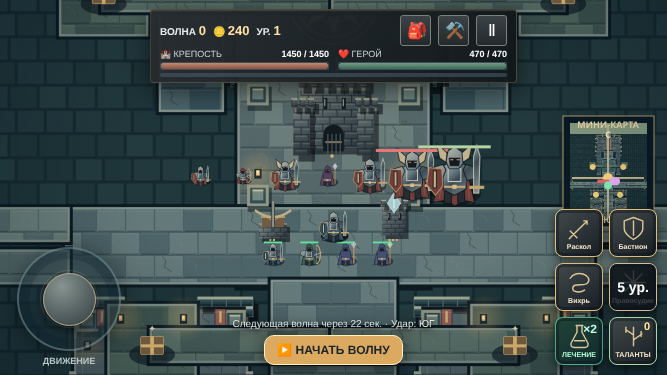 ВОЛНА 0 240 УР. 1
КРЕПОСТЬ 1450 / 1450
ГЕРОЙ 470 / 470
МИНИ-КАРТА
Раскол
Бастион
Вихрь
5 ур.
Правосудие
×2
ЛЕЧЕНИЕ
0
ТАЛАНТЫ
ДВИЖЕНИЕ
Следующая волна через 22 сек. · Удар: ЮГ
НАЧАТЬ ВОЛНУ